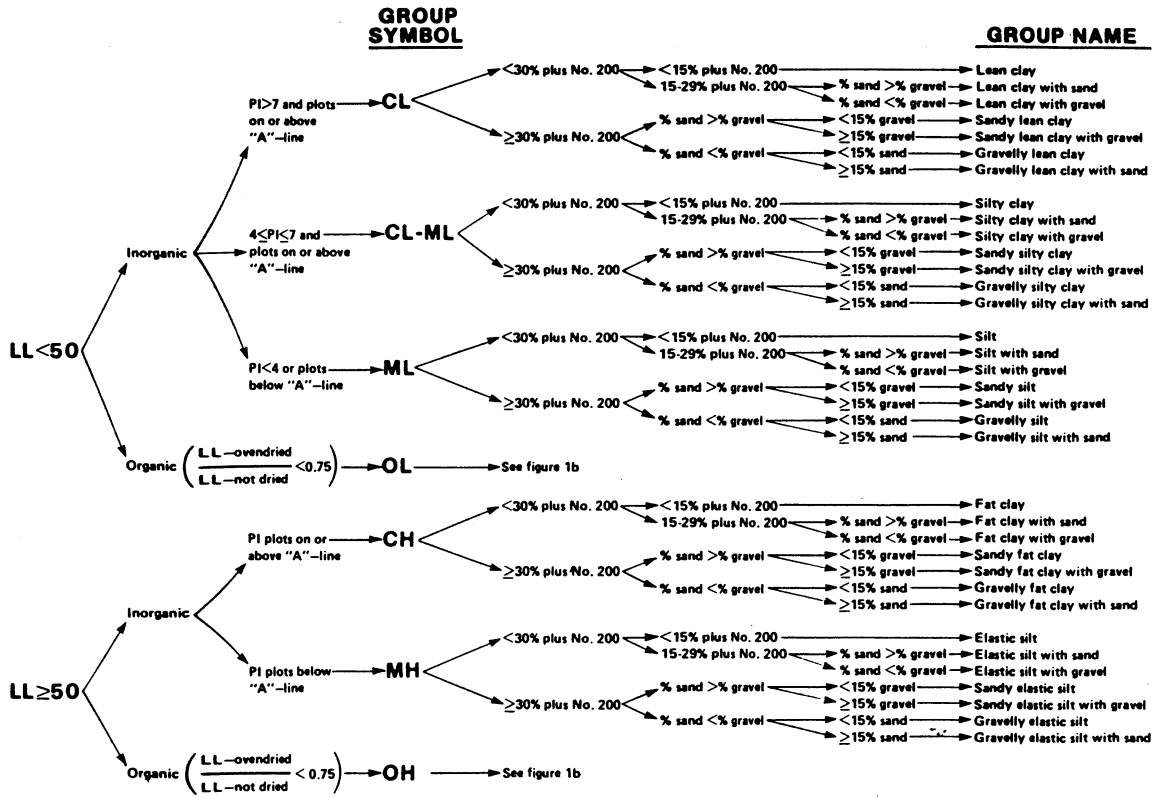 GROUP
SYMBOL
GROUP NAME
LL<50
Inorganic
PI>7 and plots
on or above
"A"–line
CL
<30% plus No. 200
<15% plus No. 200
Lean clay
15-29% plus No. 200
% sand >% gravel
Lean clay with sand
% sand <% gravel
Lean clay with gravel
≥30% plus No. 200
% sand >% gravel
<15% gravel
Sandy lean clay
≥15% gravel
Sandy lean clay with gravel
% sand <% gravel
<15% sand
Gravelly lean clay
≥15% sand
Gravelly lean clay with sand
4≤PI≤7 and
plots on or above
"A"–line
CL-ML
<30% plus No. 200
<15% plus No. 200
Silty clay
15-29% plus No. 200
% sand >% gravel
Silty clay with sand
% sand <% gravel
Silty clay with gravel
≥30% plus No. 200
% sand >% gravel
<15% gravel
Sandy silty clay
≥15% gravel
Sandy silty clay with gravel
% sand <% gravel
<15% sand
Gravelly silty clay
≥15% sand
Gravelly silty clay with sand
PI<4 or plots
below "A"–line
ML
<30% plus No. 200
<15% plus No. 200
Silt
15-29% plus No. 200
% sand >% gravel
Silt with sand
% sand <% gravel
Silt with gravel
≥30% plus No. 200
% sand >% gravel
<15% gravel
Sandy silt
≥15% gravel
Sandy silt with gravel
% sand <% gravel
<15% sand
Gravelly silt
≥15% sand
Gravelly silt with sand
Organic
LL–ovendried
LL–not dried
<0.75
OL
See figure 1b
LL≥50
Inorganic
PI plots on or
above "A"–line
CH
<30% plus No. 200
<15% plus No. 200
Fat clay
15-29% plus No. 200
% sand >% gravel
Fat clay with sand
% sand <% gravel
Fat clay with gravel
≥30% plus No. 200
% sand >% gravel
<15% gravel
Sandy fat clay
≥15% gravel
Sandy fat clay with gravel
% sand <% gravel
<15% sand
Gravelly fat clay
≥15% sand
Gravelly fat clay with sand
PI plots below
"A"–line
MH
<30% plus No. 200
<15% plus No. 200
Elastic silt
15-29% plus No. 200
% sand >% gravel
Elastic silt with sand
% sand <% gravel
Elastic silt with gravel
≥30% plus No. 200
% sand >% gravel
<15% gravel
Sandy elastic silt
≥15% gravel
Sandy elastic silt with gravel
% sand <% gravel
<15% sand
Gravelly elastic silt
≥15% sand
Gravelly elastic silt with sand
Organic
LL–ovendried
LL–not dried
<0.75
OH
See figure 1b